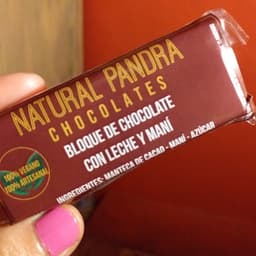 NATURAL PANDRA
CHOCOLATES
BLOQUE DE CHOCOLATE
CON LECHE Y MANÍ
100% VEGANO
100% ARTESANAL
INGREDIENTES: MANTECA DE CACAO - MANÍ - AZÚCAR